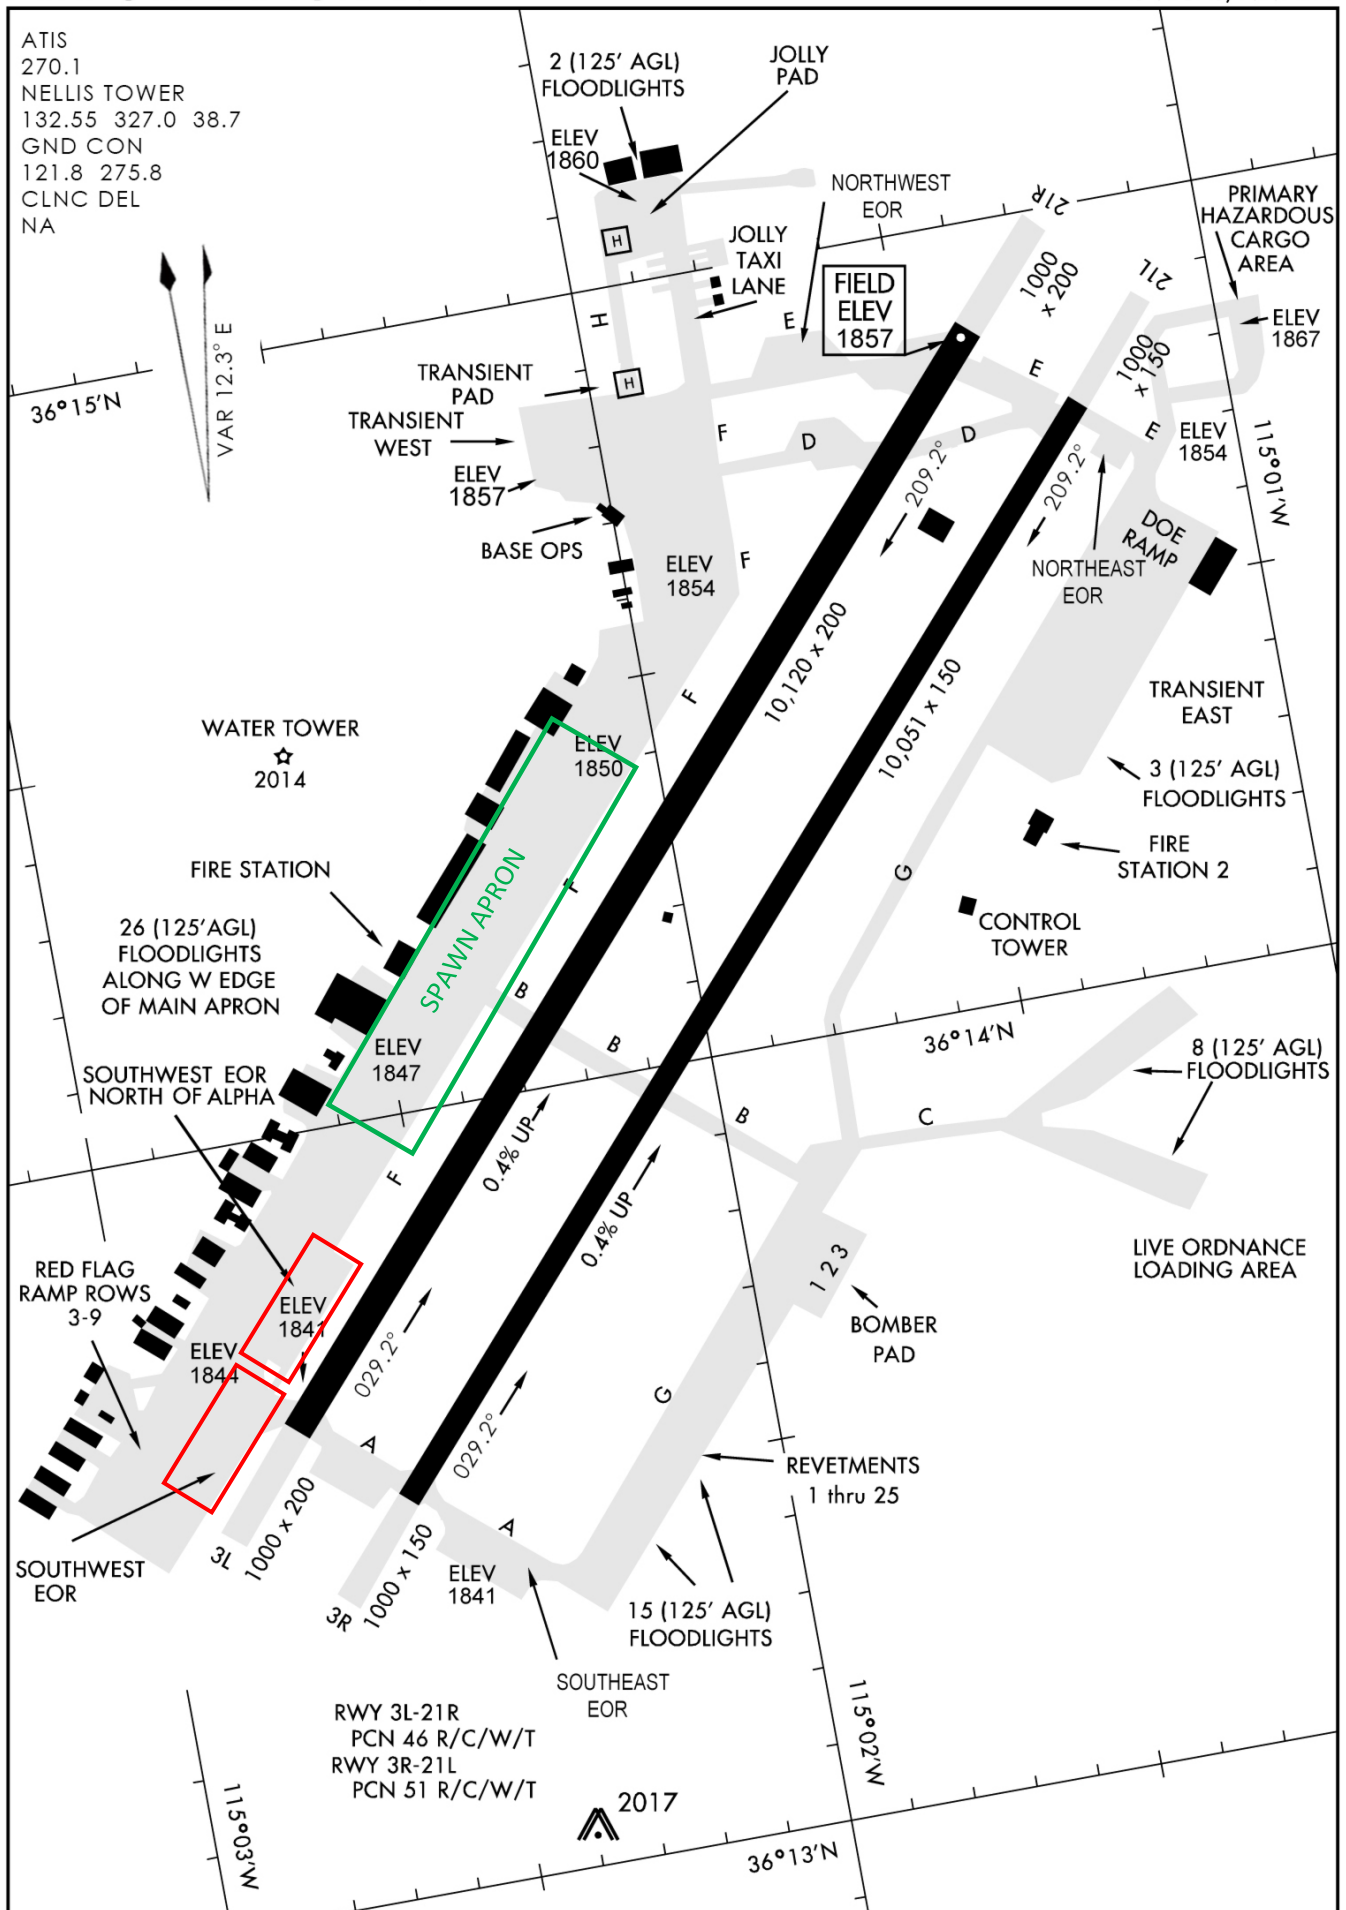 ATIS
270.1
NELLIS TOWER
132.55 327.0 38.7
GND CON
121.8 275.8
CLNC DEL
NA
VAR 12.3° E
2 (125' AGL)
FLOODLIGHTS
JOLLY
PAD
ELEV
1860
NORTHWEST
EOR
21R
PRIMARY
HAZARDOUS
CARGO
AREA
H
JOLLY
TAXI
LANE
1000
x 200
21L
FIELD
ELEV
1857
ELEV
1867
H
E
E
1000
x 150
36°15'N
TRANSIENT
PAD
H
TRANSIENT
WEST
F
D
D
E
ELEV
1854
115°01'W
ELEV
1857
209.2°
209.2°
BASE OPS
DOE
RAMP
ELEV
1854
F
NORTHEAST
EOR
10,120 x 200
10,051 x 150
F
TRANSIENT
EAST
WATER TOWER
2014
ELEV
1850
3 (125' AGL)
FLOODLIGHTS
FIRE
STATION 2
FIRE STATION
F
G
SPAWN APRON
26 (125'AGL)
FLOODLIGHTS
ALONG W EDGE
OF MAIN APRON
CONTROL
TOWER
B
B
36°14'N
ELEV
1847
8 (125' AGL)
FLOODLIGHTS
SOUTHWEST EOR
NORTH OF ALPHA
B
C
0.4% UP
F
0.4% UP
LIVE ORDNANCE
LOADING AREA
RED FLAG
RAMP ROWS
3-9
1 2 3
ELEV
1841
BOMBER
PAD
ELEV
1844
029.2°
G
A
029.2°
REVETMENTS
1 thru 25
3L
1000 x 200
A
SOUTHWEST
EOR
3R
1000 x 150
ELEV
1841
15 (125' AGL)
FLOODLIGHTS
SOUTHEAST
EOR
RWY 3L-21R
PCN 46 R/C/W/T
RWY 3R-21L
PCN 51 R/C/W/T
115°02'W
115°03'W
2017
36°13'N